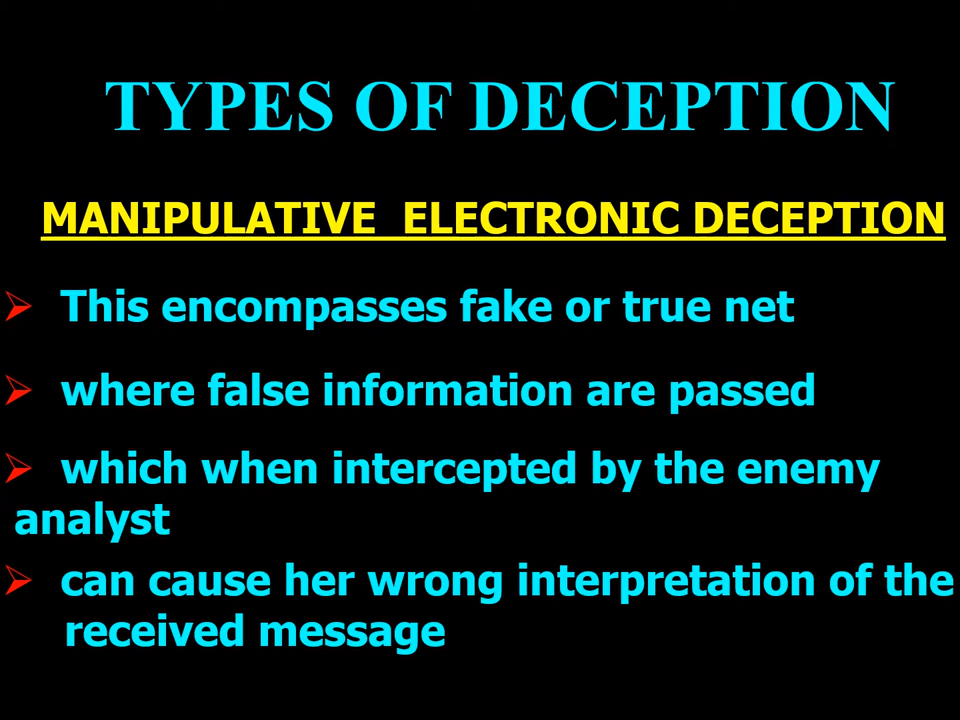 TYPES OF DECEPTION
MANIPULATIVE ELECTRONIC DECEPTION
➢ This encompasses fake or true net
➢ where false information are passed
➢ which when intercepted by the enemy
analyst
➢ can cause her wrong interpretation of the
received message